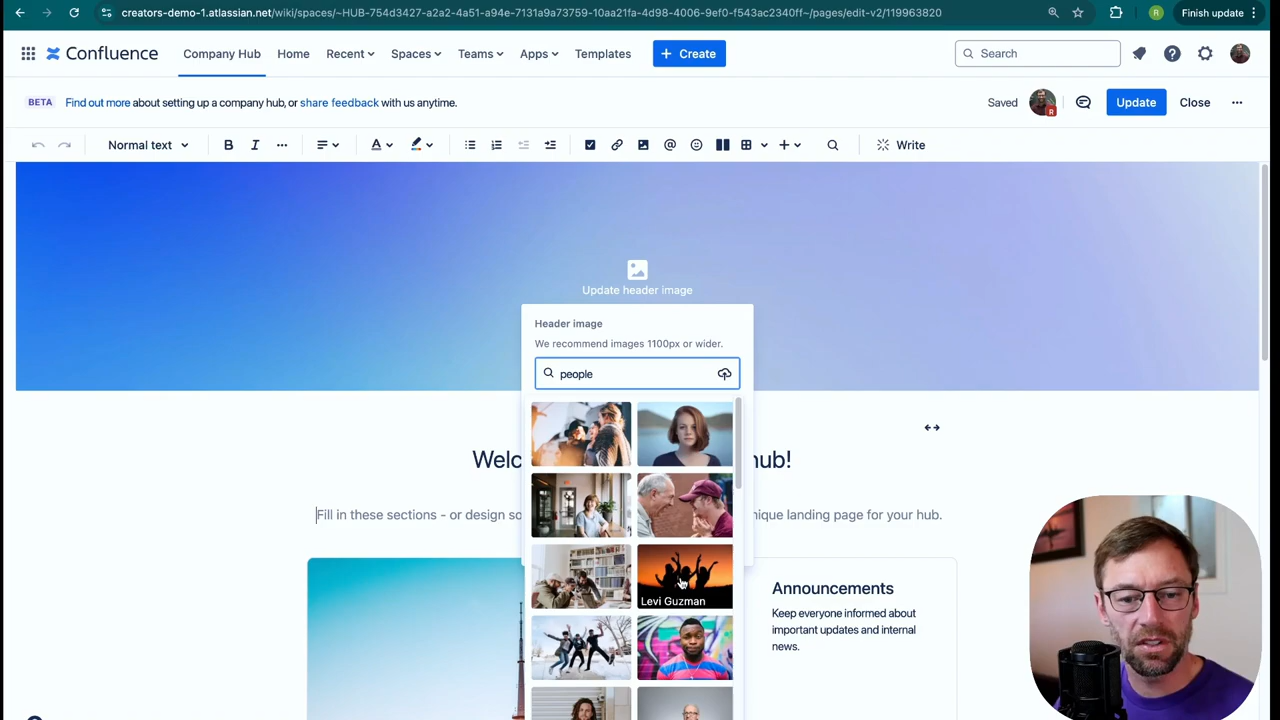 creators-demo-1.atlassian.net/wiki/spaces/~HUB-754d3427-a2a2-4a51-a94e-7131a9a73759-10aa21fa-4d98-4006-9ef0-f543ac2340ff~/pages/edit-v2/119963820
R
Finish update
Confluence
Company Hub
Home
Recent
Spaces
Teams
Apps
Templates
+ Create
Search
BETA
Find out more about setting up a company hub, or share feedback with us anytime.
Saved
R
Update
Close
Normal text
B
I
A
Write
Update header image
Header image
We recommend images 1100px or wider.
people
Welc
hub!
Fill in these sections - or design so
nique landing page for your hub.
Levi Guzman
Announcements
Keep everyone informed about
important updates and internal
news.